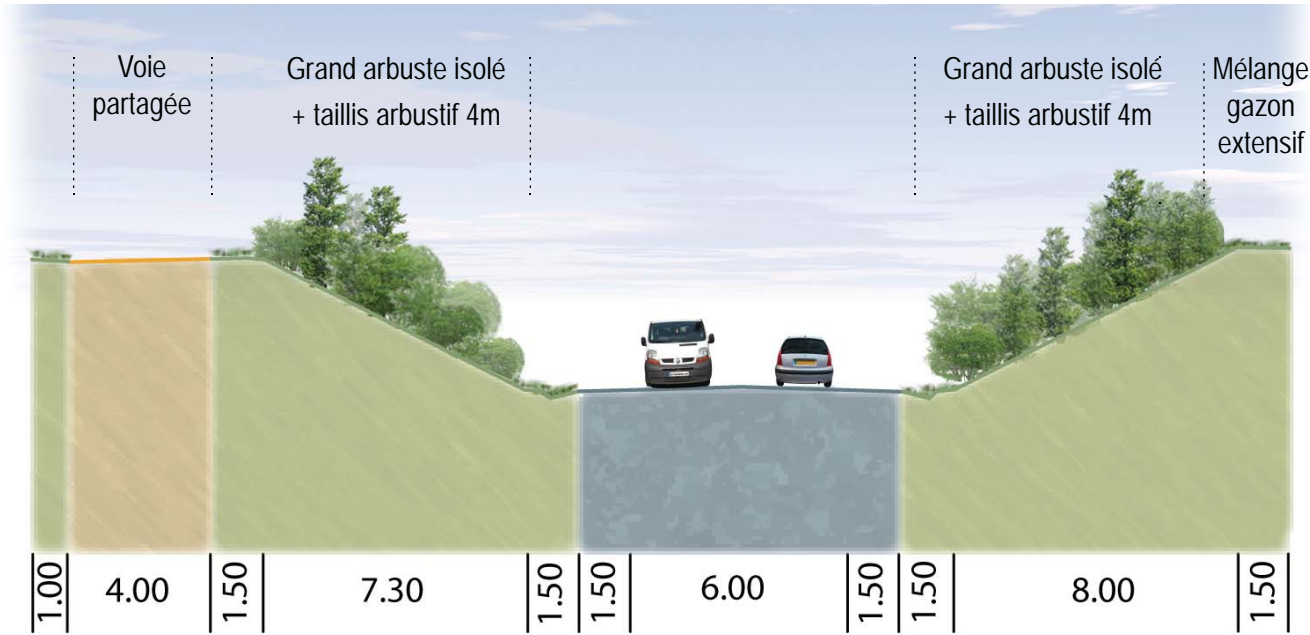 Voie
partagée
Grand arbuste isolé
+ taillis arbustif 4m
Grand arbuste isolé
+ taillis arbustif 4m
Mélange
gazon
extensif
1.00
4.00
1.50
7.30
1.50
1.50
6.00
1.50
1.50
8.00
1.50